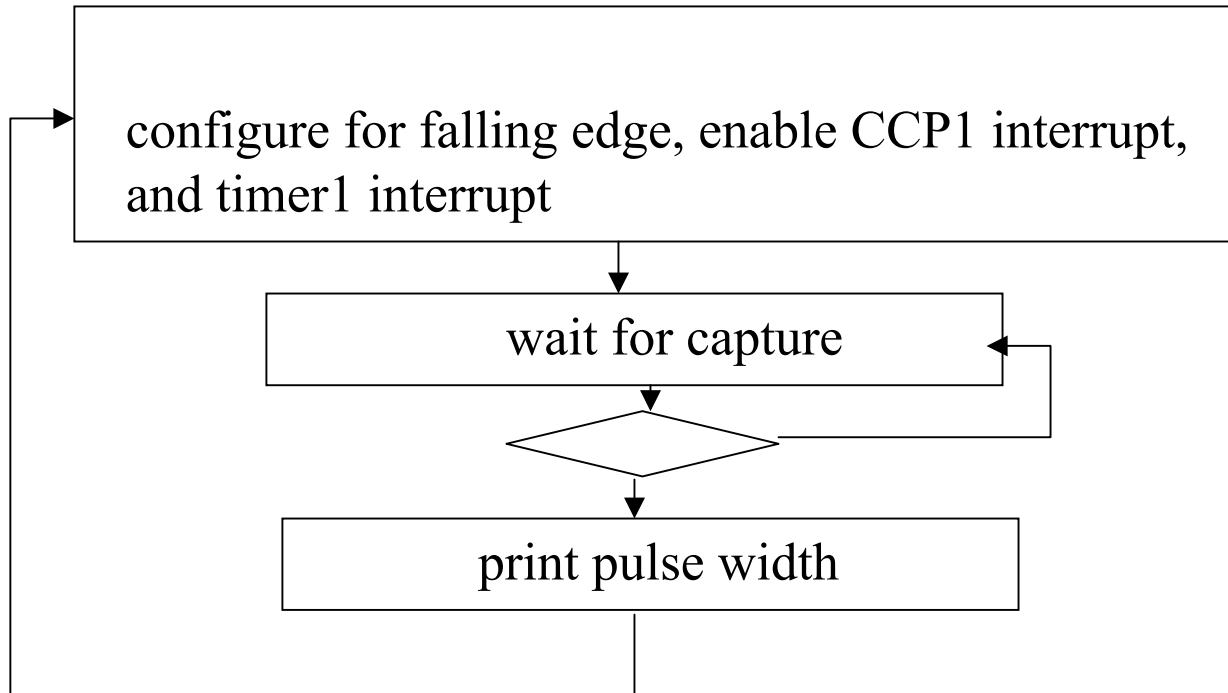 configure for falling edge, enable CCP1 interrupt,
and timer1 interrupt
wait for capture
print pulse width